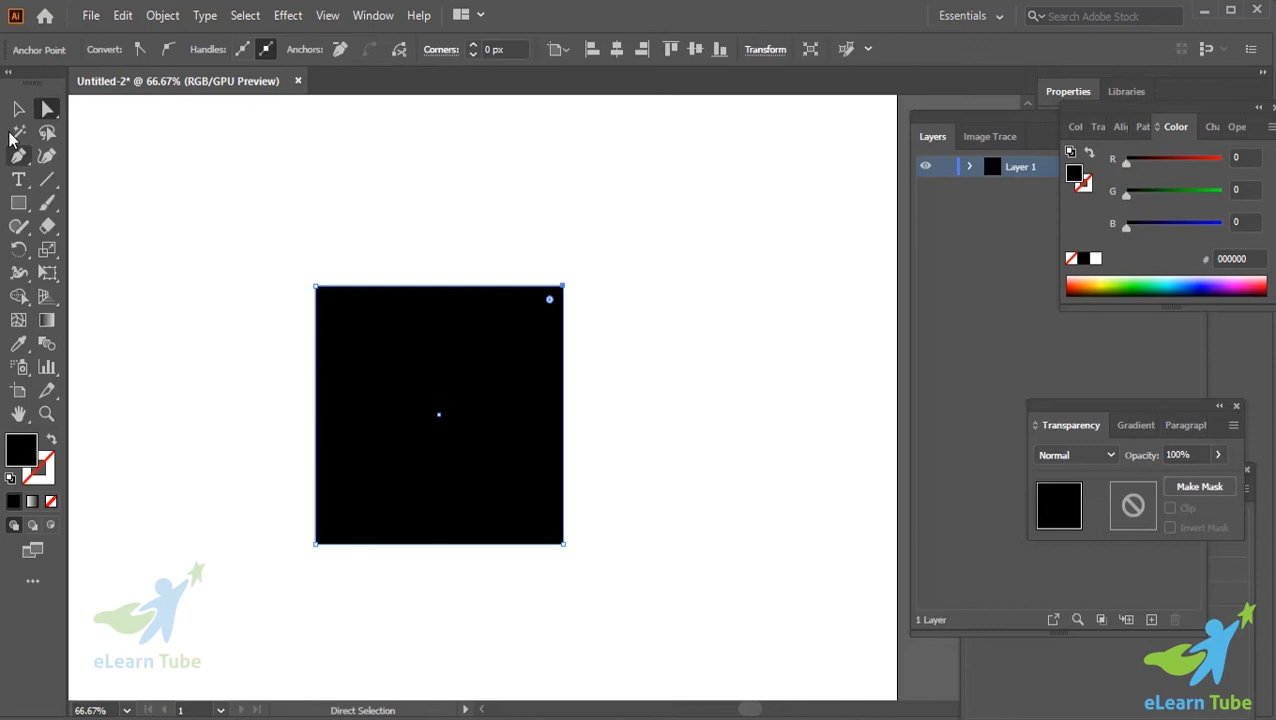 Ai File Edit Object Type Select Effect View Window Help Essentials Search Adobe Stock
Anchor Point Convert: Handles: Anchors: Corners: 0 px Transform
Untitled-2* @ 66.67% (RGB/GPU Preview) ×
Properties Libraries
Col Tra Ali Pat Color Cha Ope
Layers Image Trace
Layer 1
R 0
G 0
B 0
# 000000
Transparency Gradient Paragraph
Normal Opacity: 100%
Make Mask
Clip
Invert Mask
1 Layer
eLearn Tube
eLearn Tube
66.67% 1 Direct Selection